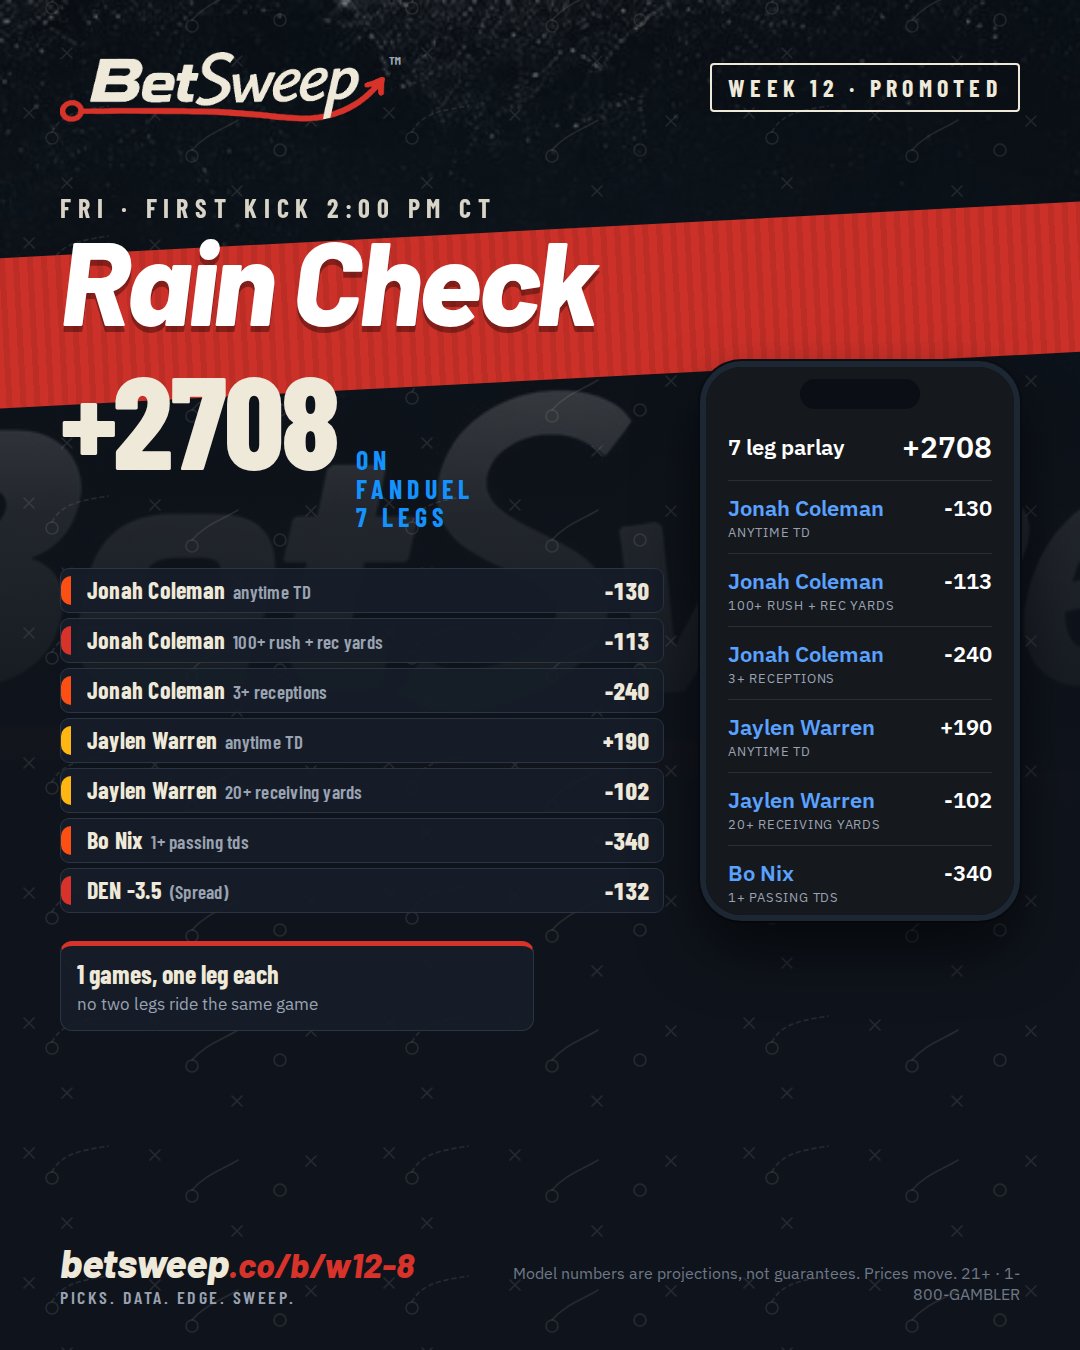 BetSweep™
WEEK 12 · PROMOTED
FRI · FIRST KICK 2:00 PM CT
Rain Check
+2708
ON
FANDUEL
7 LEGS
Jonah Coleman anytime TD -130
Jonah Coleman 100+ rush + rec yards -113
Jonah Coleman 3+ receptions -240
Jaylen Warren anytime TD +190
Jaylen Warren 20+ receiving yards -102
Bo Nix 1+ passing tds -340
DEN -3.5 (Spread) -132
7 leg parlay +2708
Jonah Coleman -130
ANYTIME TD
Jonah Coleman -113
100+ RUSH + REC YARDS
Jonah Coleman -240
3+ RECEPTIONS
Jaylen Warren +190
ANYTIME TD
Jaylen Warren -102
20+ RECEIVING YARDS
Bo Nix -340
1+ PASSING TDS
1 games, one leg each
no two legs ride the same game
betsweep.co/b/w12-8
PICKS. DATA. EDGE. SWEEP.
Model numbers are projections, not guarantees. Prices move. 21+ · 1-
800-GAMBLER